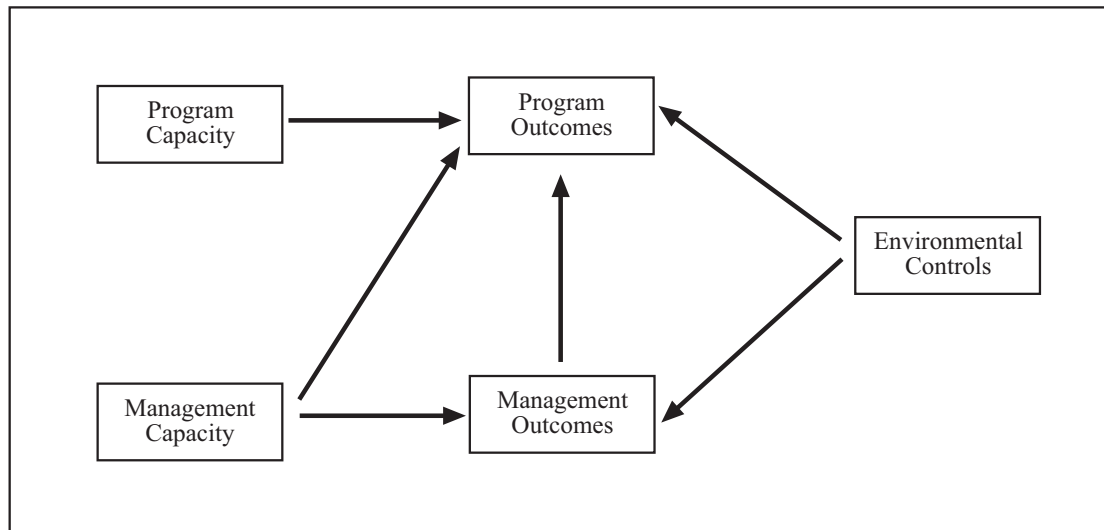 Program
Capacity
Program
Outcomes
Environmental
Controls
Management
Capacity
Management
Outcomes